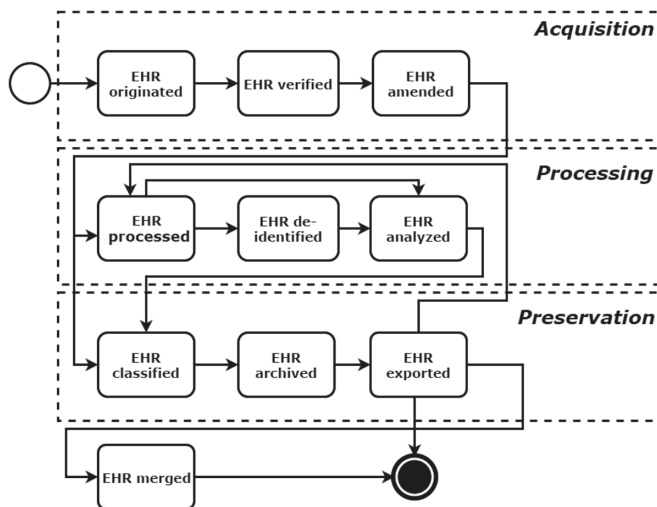 Acquisition
EHR
originated
EHR verified
EHR
amended
Processing
EHR
processed
EHR de-
identified
EHR
analyzed
Preservation
EHR
classified
EHR
archived
EHR
exported
EHR merged